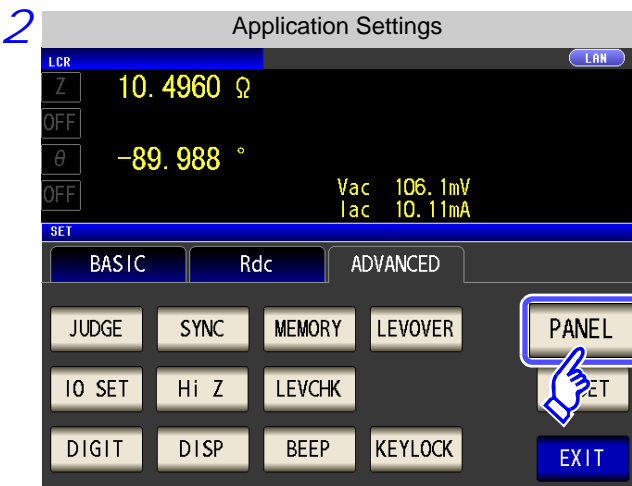 2
Application Settings
LCR LAN
Z 10.4960 Ω
OFF
θ -89.988 °
OFF Vac 106.1mV
Iac 10.11mA
SET
BASIC Rdc ADVANCED
JUDGE SYNC MEMORY LEVOVER PANEL
IO SET Hi Z LEVCHK
DIGIT DISP BEEP KEYLOCK EXIT